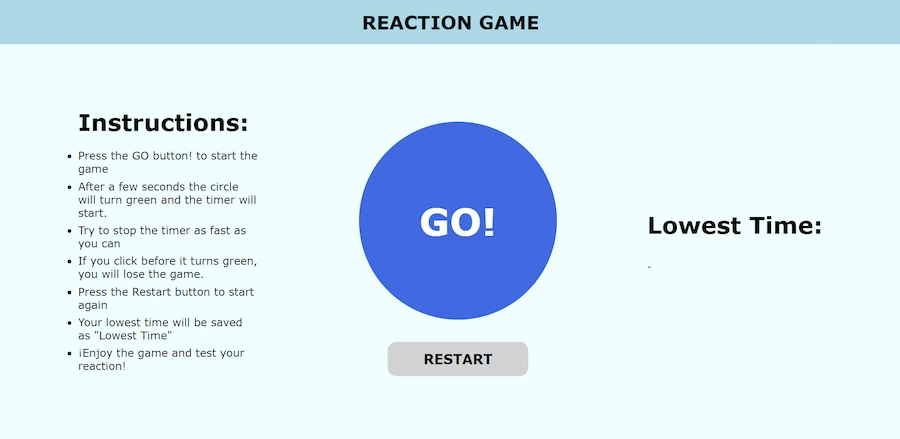 REACTION GAME
Instructions:
Press the GO button! to start the
game
After a few seconds the circle
will turn green and the timer will
start.
Try to stop the timer as fast as
you can
If you click before it turns green,
you will lose the game.
Press the Restart button to start
again
Your lowest time will be saved
as "Lowest Time"
¡Enjoy the game and test your
reaction!
GO!
RESTART
Lowest Time:
-